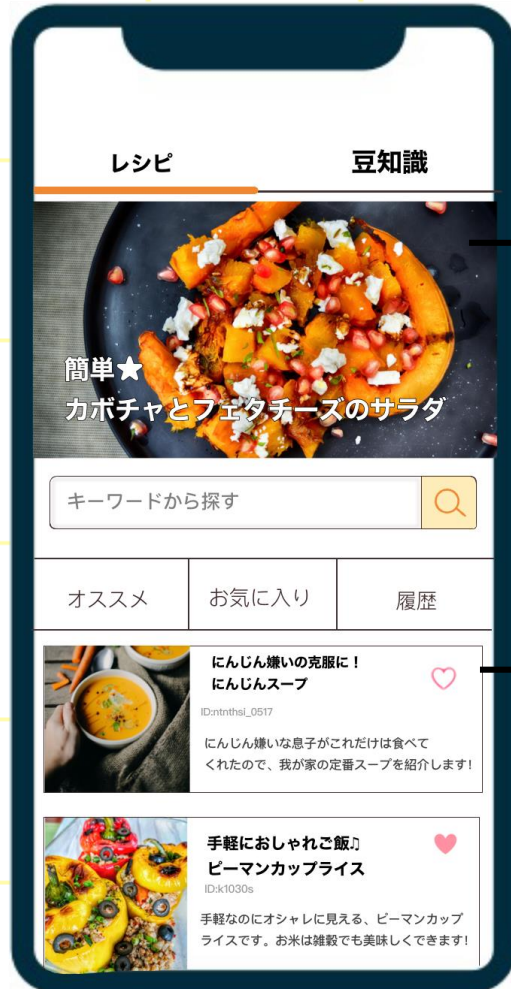 レシピ
豆知識
簡単★
カボチャとフェタチーズのサラダ
キーワードから探す
オススメ
お気に入り
履歴
にんじん嫌いの克服に！
にんじんスープ
ID:ntnthsi_0517
にんじん嫌いな息子がこれだけは食べて
くれたので、我が家の定番スープを紹介します!
手軽におしゃれご飯♫
ピーマンカップライス
ID:k1030s
手軽なのにオシャレに見える、ピーマンカップ
ライスです。お米は雑穀でも美味しくできます!